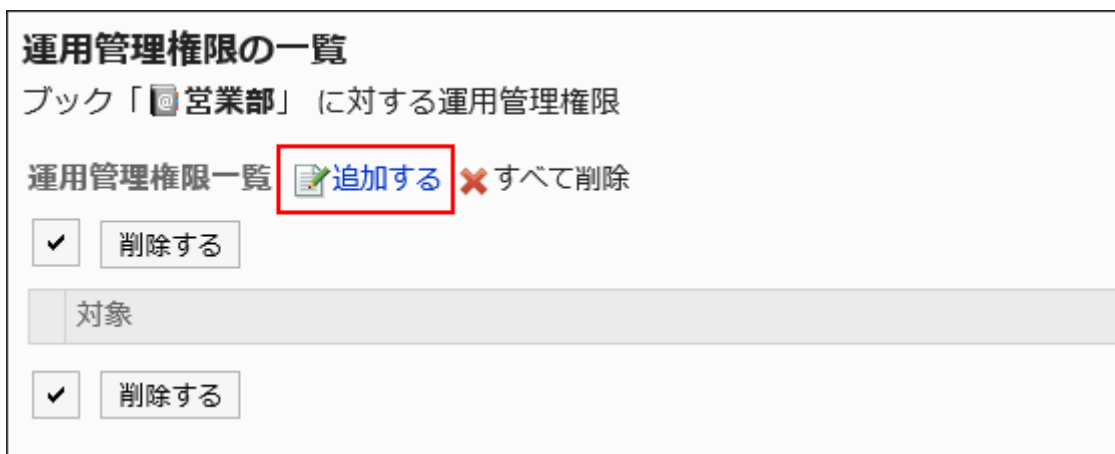 運用管理権限の一覧
ブック「営業部」 に対する運用管理権限
運用管理権限一覧 追加する すべて削除
削除する
対象
削除する